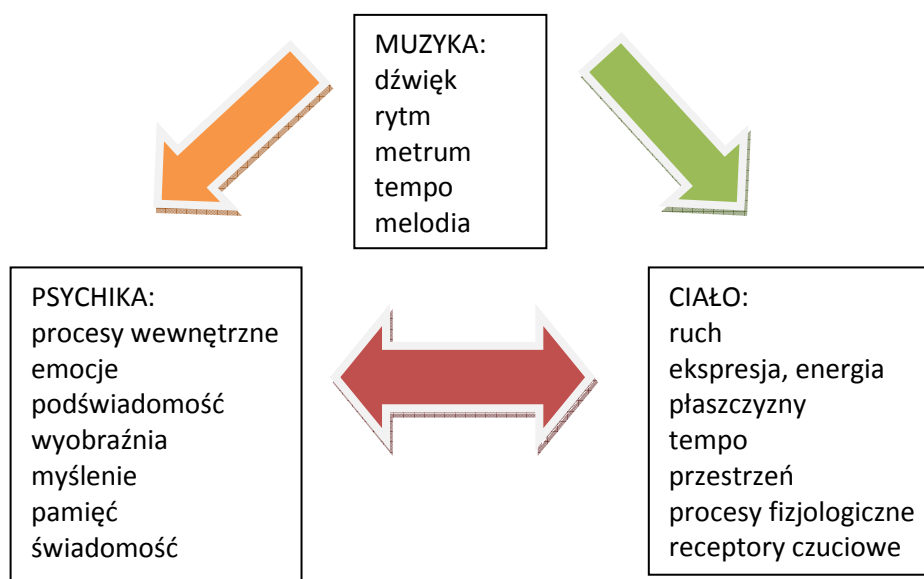 MUZYKA:
dźwięk
rytm
metrum
tempo
melodia
PSYCHIKA:
procesy wewnętrzne
emocje
podświadomość
wyobraźnia
myślenie
pamięć
świadomość
CIAŁO:
ruch
ekspresja, energia
płaszczyzny
tempo
przestrzeń
procesy fizjologiczne
receptory czuciowe